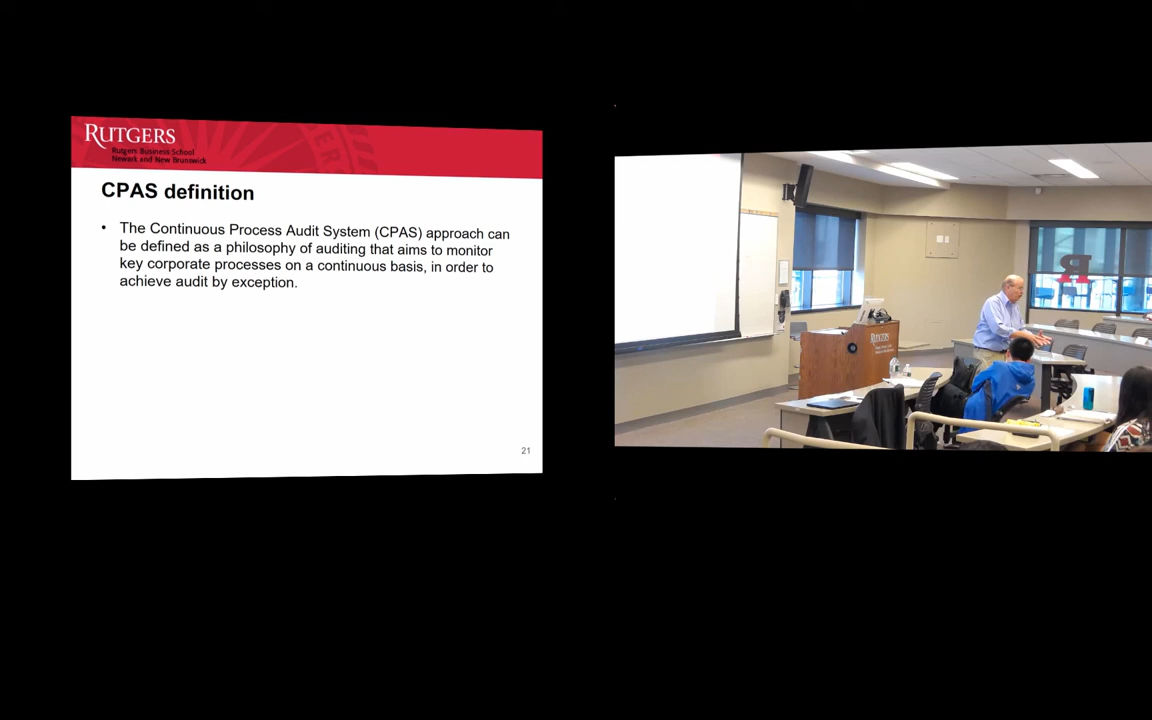 RUTGERS
Rutgers Business School
Newark and New Brunswick
CPAS definition
• The Continuous Process Audit System (CPAS) approach can
be defined as a philosophy of auditing that aims to monitor
key corporate processes on a continuous basis, in order to
achieve audit by exception.
21
RUTGERS
R